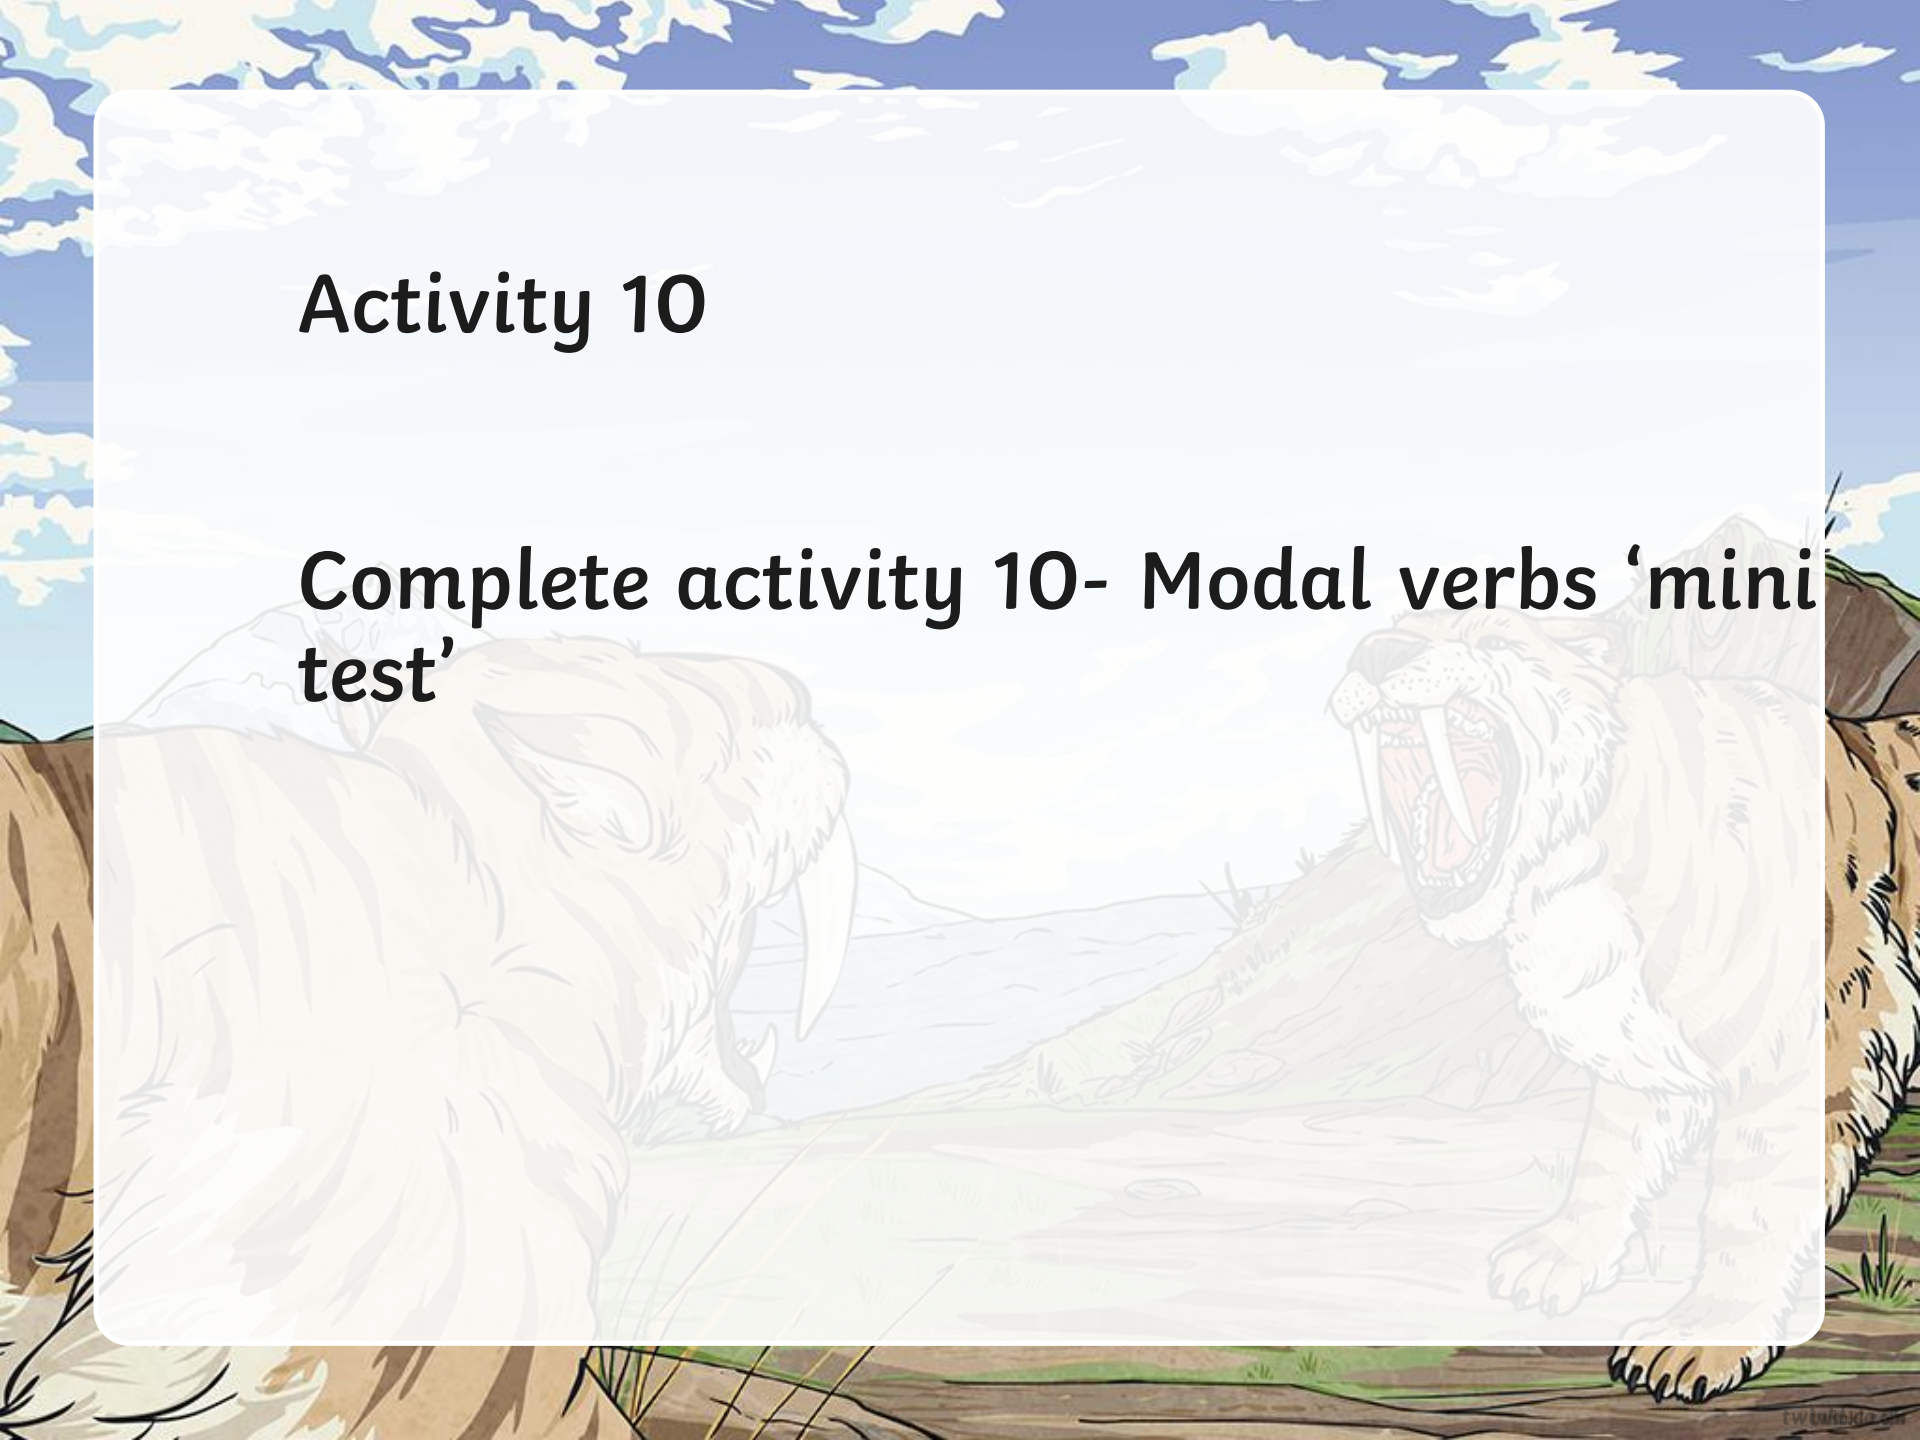 Activity 10
Complete activity 10- Modal verbs ‘mini
test’